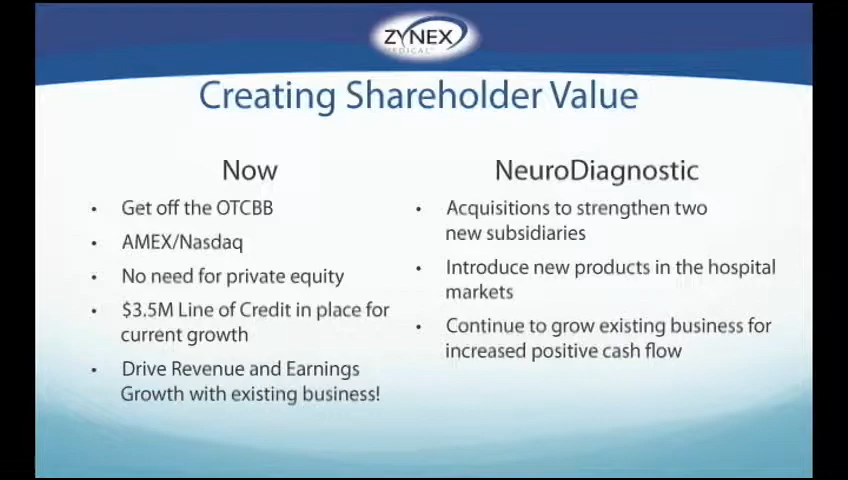 ZYNEX
MEDICAL
Creating Shareholder Value
Now
• Get off the OTCBB
• AMEX/Nasdaq
• No need for private equity
• $3.5M Line of Credit in place for
current growth
• Drive Revenue and Earnings
Growth with existing business!
NeuroDiagnostic
• Acquisitions to strengthen two
new subsidiaries
• Introduce new products in the hospital
markets
• Continue to grow existing business for
increased positive cash flow